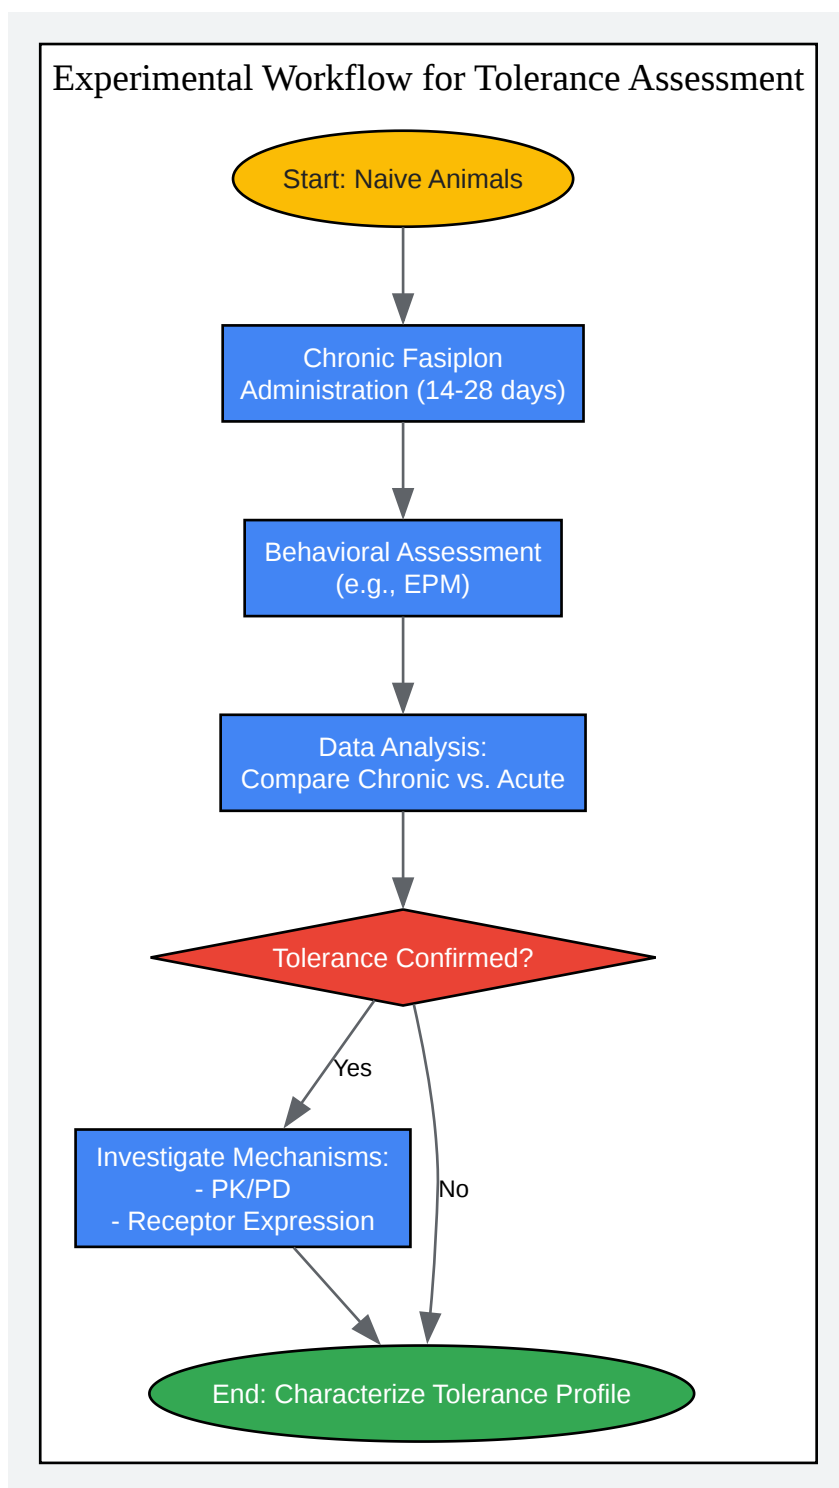 Experimental Workflow for Tolerance Assessment
Start: Naive Animals
Chronic Fasiplon
Administration (14-28 days)
Behavioral Assessment
(e.g., EPM)
Data Analysis:
Compare Chronic vs. Acute
Tolerance Confirmed?
Yes
Investigate Mechanisms:
- PK/PD
- Receptor Expression
No
End: Characterize Tolerance Profile